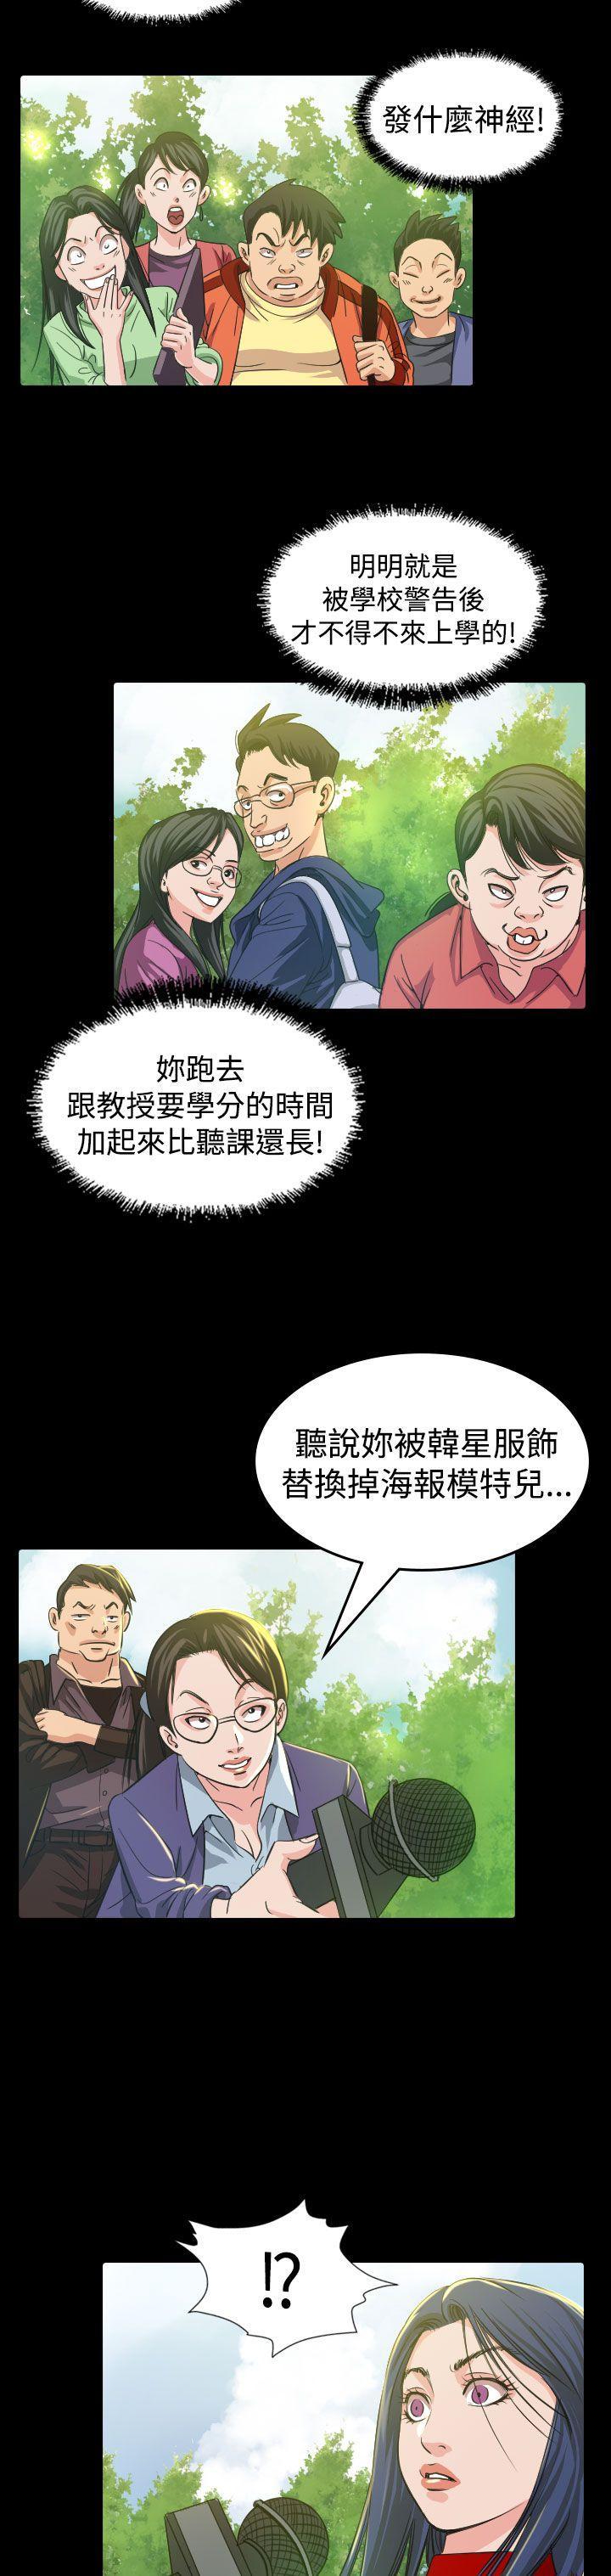 發什麼神經!
明明就是
被學校警告後
才不得不來上學的!
妳跑去
跟教授要學分的時間
加起來比聽課還長!
聽說妳被韓星服飾
替換掉海報模特兒...
!?